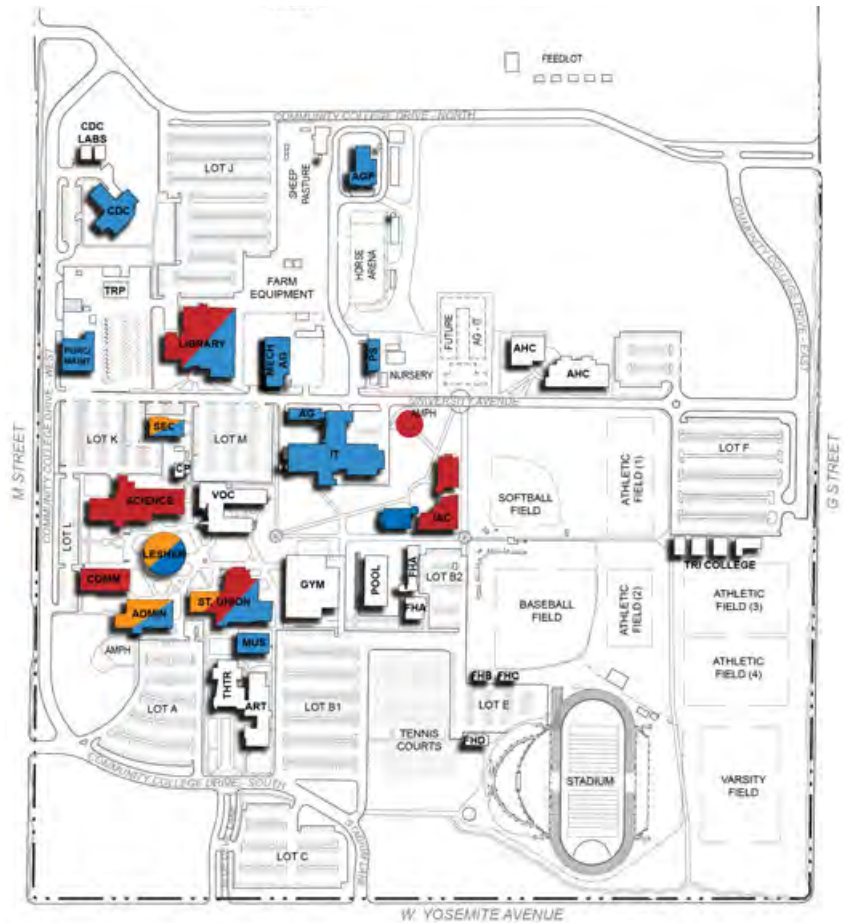 FEEDLOT
COMMUNITY COLLEGE DRIVE - NORTH
CDC
LABS
LOT J
SHEEP
PASTURE
AGP
CDC
COMMUNITY COLLEGE DRIVE - EAST
HORSE
ARENA
FARM
EQUIPMENT
TRP
LIBRARY
PURC/
MAINT
MECH
AG
PS
NURSERY
FUTURE
AG - IT
AHC
AHC
COMMUNITY COLLEGE DRIVE - WEST
UNIVERSITY AVENUE
AG
AMPH
SEC
LOT K
LOT M
IT
LOT F
M STREET
G STREET
CP
SCIENCE
VOC
IAC
SOFTBALL
FIELD
ATHLETIC
FIELD (1)
LOT L
LESHER
COMM
ADMIN
ST. UNION
GYM
POOL
FHA
FHA
LOT B2
TRI COLLEGE
BASEBALL
FIELD
ATHLETIC
FIELD (2)
ATHLETIC
FIELD (3)
MUS
AMPH
THTR
ART
LOT A
LOT B1
TENNIS
COURTS
FHB
FHC
LOT E
FHD
ATHLETIC
FIELD (4)
STADIUM
VARSITY
FIELD
COMMUNITY COLLEGE DRIVE - SOUTH
STADIUM LANE
LOT C
W. YOSEMITE AVENUE